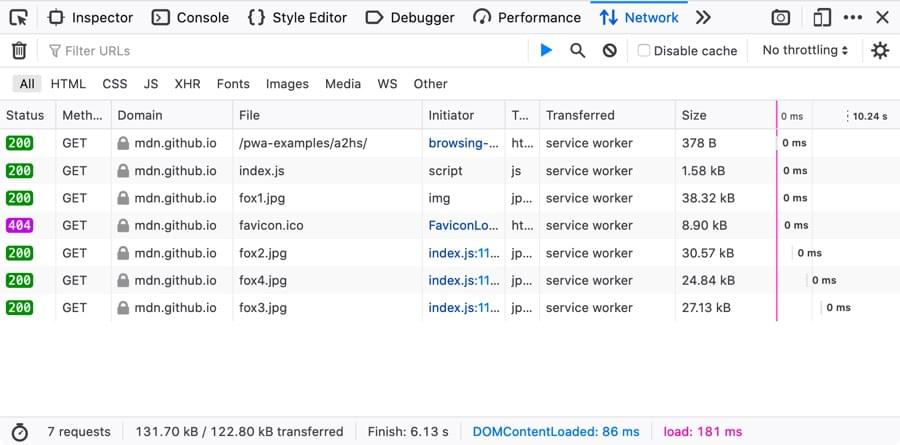 Inspector Console Style Editor Debugger Performance Network
Filter URLs Disable cache No throttling
All HTML CSS JS XHR Fonts Images Media WS Other
Status Meth… Domain File Initiator T… Transferred Size 0 ms 10.24 s
200 GET mdn.github.io /pwa-examples/a2hs/ browsing-… ht… service worker 378 B 0 ms
200 GET mdn.github.io index.js script js service worker 1.58 kB 0 ms
200 GET mdn.github.io fox1.jpg img jp… service worker 38.32 kB 0 ms
404 GET mdn.github.io favicon.ico FaviconLo… ht… service worker 8.90 kB 0 ms
200 GET mdn.github.io fox2.jpg index.js:11… jp… service worker 30.57 kB 0 ms
200 GET mdn.github.io fox4.jpg index.js:11… jp… service worker 24.84 kB 0 ms
200 GET mdn.github.io fox3.jpg index.js:11… jp… service worker 27.13 kB 0 ms
7 requests 131.70 kB / 122.80 kB transferred Finish: 6.13 s DOMContentLoaded: 86 ms load: 181 ms